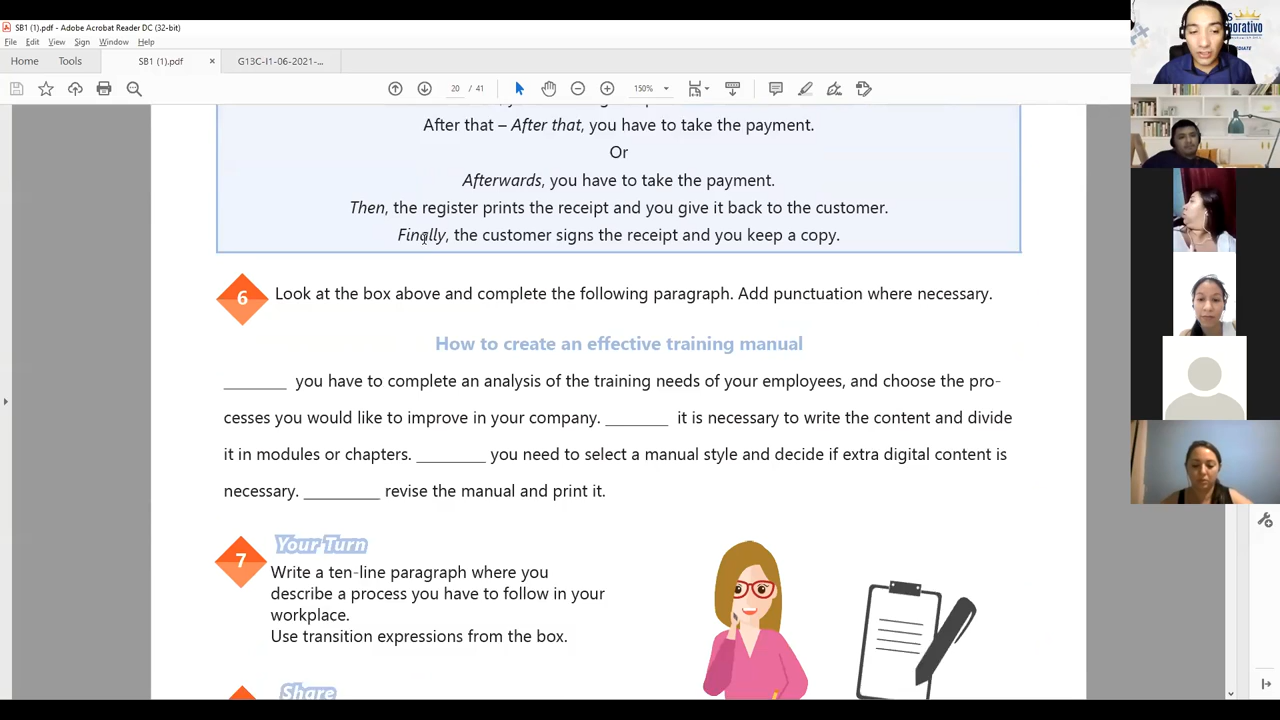 SB1 (1).pdf - Adobe Acrobat Reader DC (32-bit)
File Edit View Sign Window Help
Home Tools SB1 (1).pdf × G13C-I1-06-2021-...
20 / 41 150%
After that – After that, you have to take the payment.
Or
Afterwards, you have to take the payment.
Then, the register prints the receipt and you give it back to the customer.
Finally, the customer signs the receipt and you keep a copy.
6 Look at the box above and complete the following paragraph. Add punctuation where necessary.
How to create an effective training manual
________ you have to complete an analysis of the training needs of your employees, and choose the pro-
cesses you would like to improve in your company. ________ it is necessary to write the content and divide
it in modules or chapters. _________ you need to select a manual style and decide if extra digital content is
necessary. __________ revise the manual and print it.
7 Your Turn
Write a ten-line paragraph where you
describe a process you have to follow in your
workplace.
Use transition expressions from the box.
Share